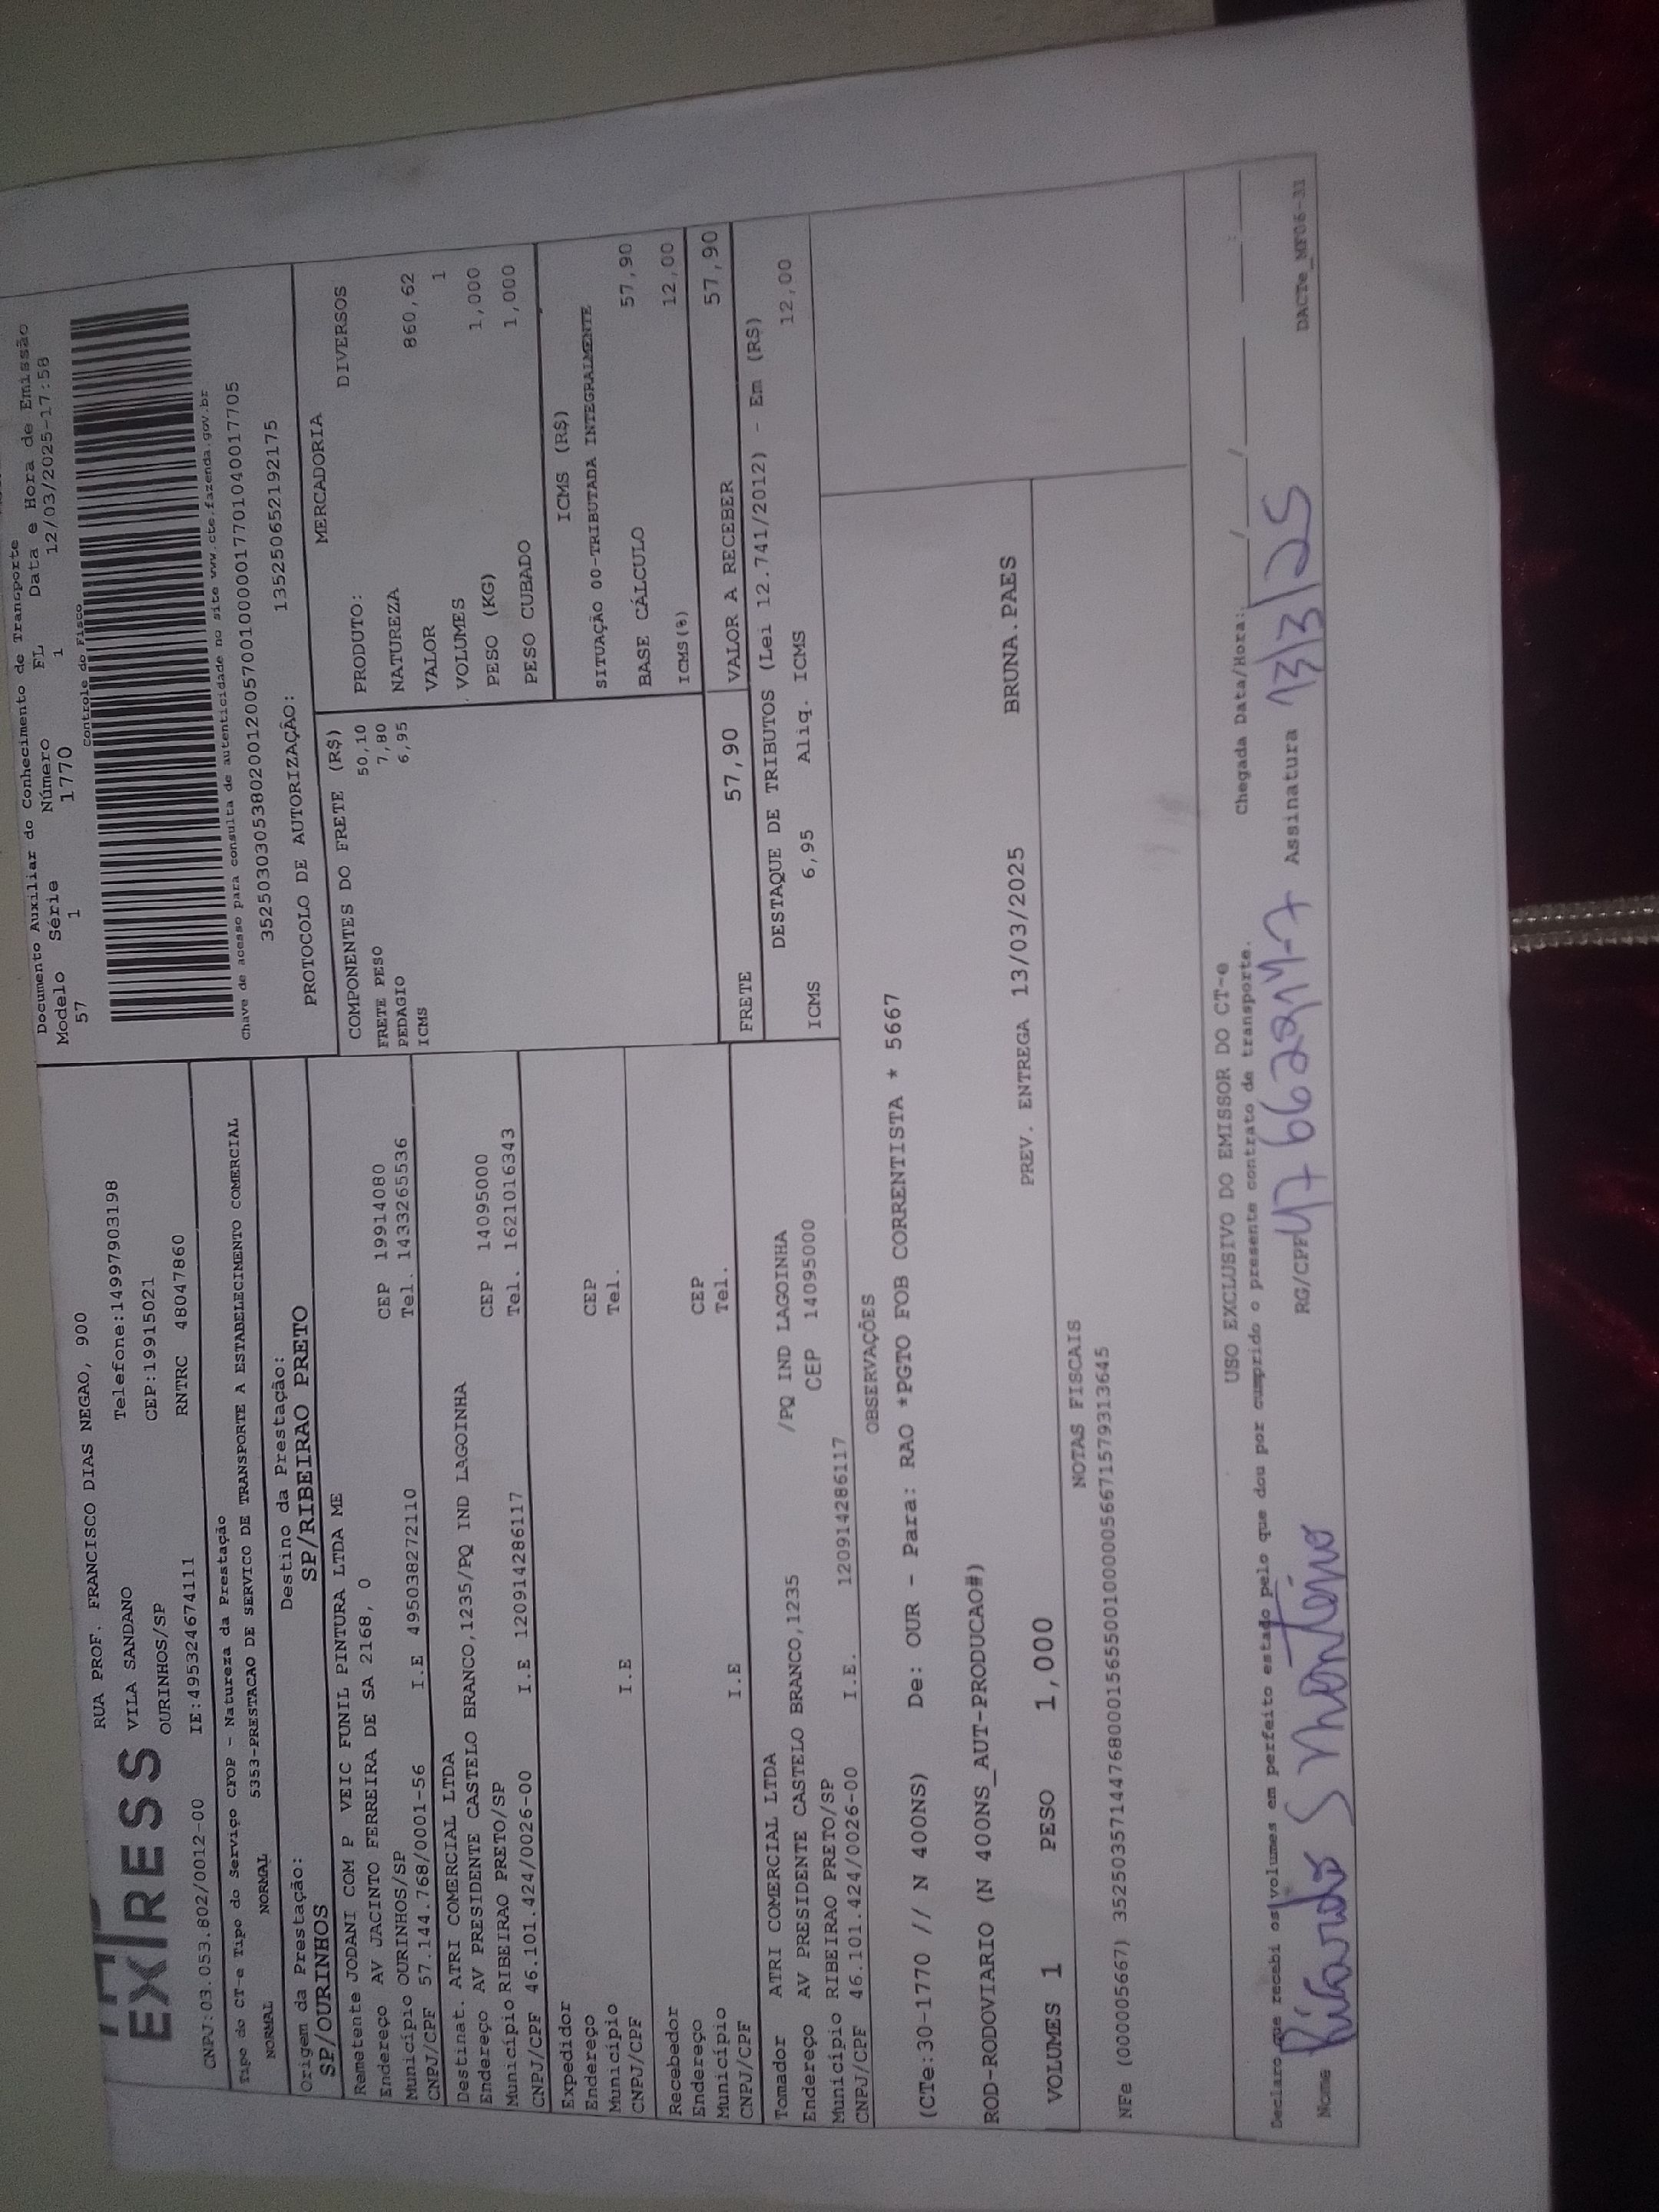 EXPRESS
RUA PROF. FRANCISCO DIAS NEGAO, 900
VILA SANDANO Telefone:14997903198
OURINHOS/SP CEP:19915021
CNPJ:03.053.802/0012-00 IE:495324674111 RNTRC 48047860
Tipo do CT-e Tipo do Serviço CFOP - Natureza da Prestação
NORMAL NORMAL 5353-PRESTACAO DE SERVICO DE TRANSPORTE A ESTABELECIMENTO COMERCIAL
Origem da Prestação: Destino da Prestação:
SP/OURINHOS SP/RIBEIRAO PRETO
Documento Auxiliar do Conhecimento de Transporte
Modelo Série Número FL Data e Hora de Emissão
57 1 1770 1 12/03/2025-17:58
Controle do Fisco
Chave de acesso para consulta de autenticidade no site www.cte.fazenda.gov.br
35250303053802001200570010000017701040017705
PROTOCOLO DE AUTORIZAÇÃO: 135250652192175
Remetente JODANI COM P VEIC FUNIL PINTURA LTDA ME
Endereço AV JACINTO FERREIRA DE SA 2168, 0 CEP 19914080
Município OURINHOS/SP Tel. 1433265536
CNPJ/CPF 57.144.768/0001-56 I.E 495038272110
Destinat. ATRI COMERCIAL LTDA
Endereço AV PRESIDENTE CASTELO BRANCO,1235/PQ IND LAGOINHA CEP 14095000
Município RIBEIRAO PRETO/SP Tel. 1621016343
CNPJ/CPF 46.101.424/0026-00 I.E 120914286117
Expedidor
Endereço CEP
Município Tel.
CNPJ/CPF I.E
Recebedor
Endereço CEP
Município Tel.
CNPJ/CPF I.E
Tomador ATRI COMERCIAL LTDA
Endereço AV PRESIDENTE CASTELO BRANCO,1235 /PQ IND LAGOINHA
Município RIBEIRAO PRETO/SP CEP 14095000
CNPJ/CPF 46.101.424/0026-00 I.E. 120914286117
COMPONENTES DO FRETE (R$)
FRETE PESO 50,10
PEDAGIO 7,80
ICMS 6,95
MERCADORIA
PRODUTO: DIVERSOS
NATUREZA
VALOR 860,62
VOLUMES 1
PESO (KG) 1,000
PESO CUBADO 1,000
ICMS (R$)
SITUAÇÃO 00-TRIBUTADA INTEGRALMENTE
BASE CÁLCULO 57,90
ICMS(%) 12,00
FRETE 57,90 VALOR A RECEBER 57,90
DESTAQUE DE TRIBUTOS (Lei 12.741/2012) - Em (R$)
ICMS 6,95 Aliq. ICMS 12,00
OBSERVAÇÕES
(CTe:30-1770 // N 400NS) De: OUR - Para: RAO *PGTO FOB CORRENTISTA * 5667
ROD-RODOVIARIO (N 400NS_AUT-PRODUCAO#)
PREV. ENTREGA 13/03/2025 BRUNA.PAES
VOLUMES 1 PESO 1,000
NOTAS FISCAIS
NFe (000005667) 35250357144768000156550010000056671579313645
USO EXCLUSIVO DO EMISSOR DO CT-e
Declaro que recebi os volumes em perfeito estado pelo que dou por cumprido o presente contrato de transporte.
Chegada Data/Hora: / / :
Nome Ricardo S Monteiro RG/CPF Assinatura 13/3/25
DACTe_MF06-31